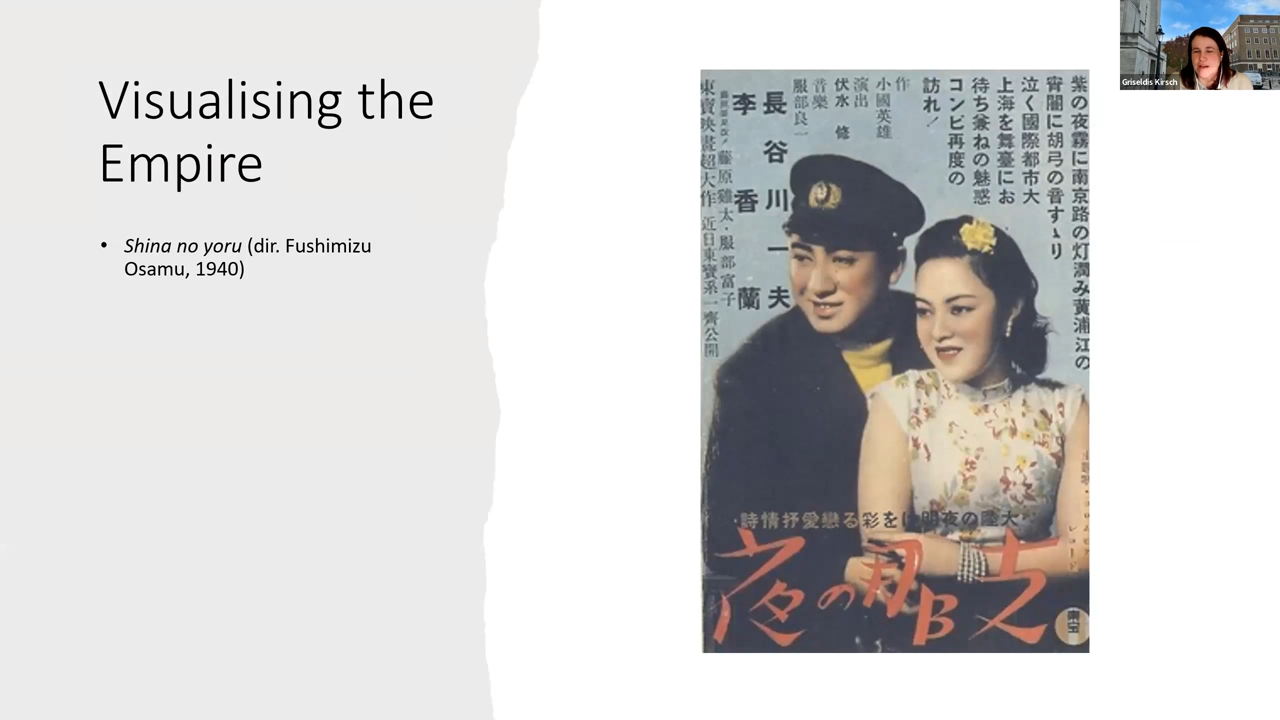 Visualising the
Empire
• Shina no yoru (dir. Fushimizu
Osamu, 1940)
紫の夜霧に南京路の灯潤み黄浦江の
宵闇に胡弓の音すゝり
泣く國際都市大
上海を舞臺にお
待ち兼ねの魅惑
コンビ再度の
訪れ!
作
小國英雄
演出
伏水 修
音樂
服部良一
長谷川一夫
李香蘭
藤原雞太・服部富子
東寶映畫超大作 近日東寶系一齊公開
大陸の夜明けを彩る戀愛抒情詩
支那の夜
Griseldis Kirsch